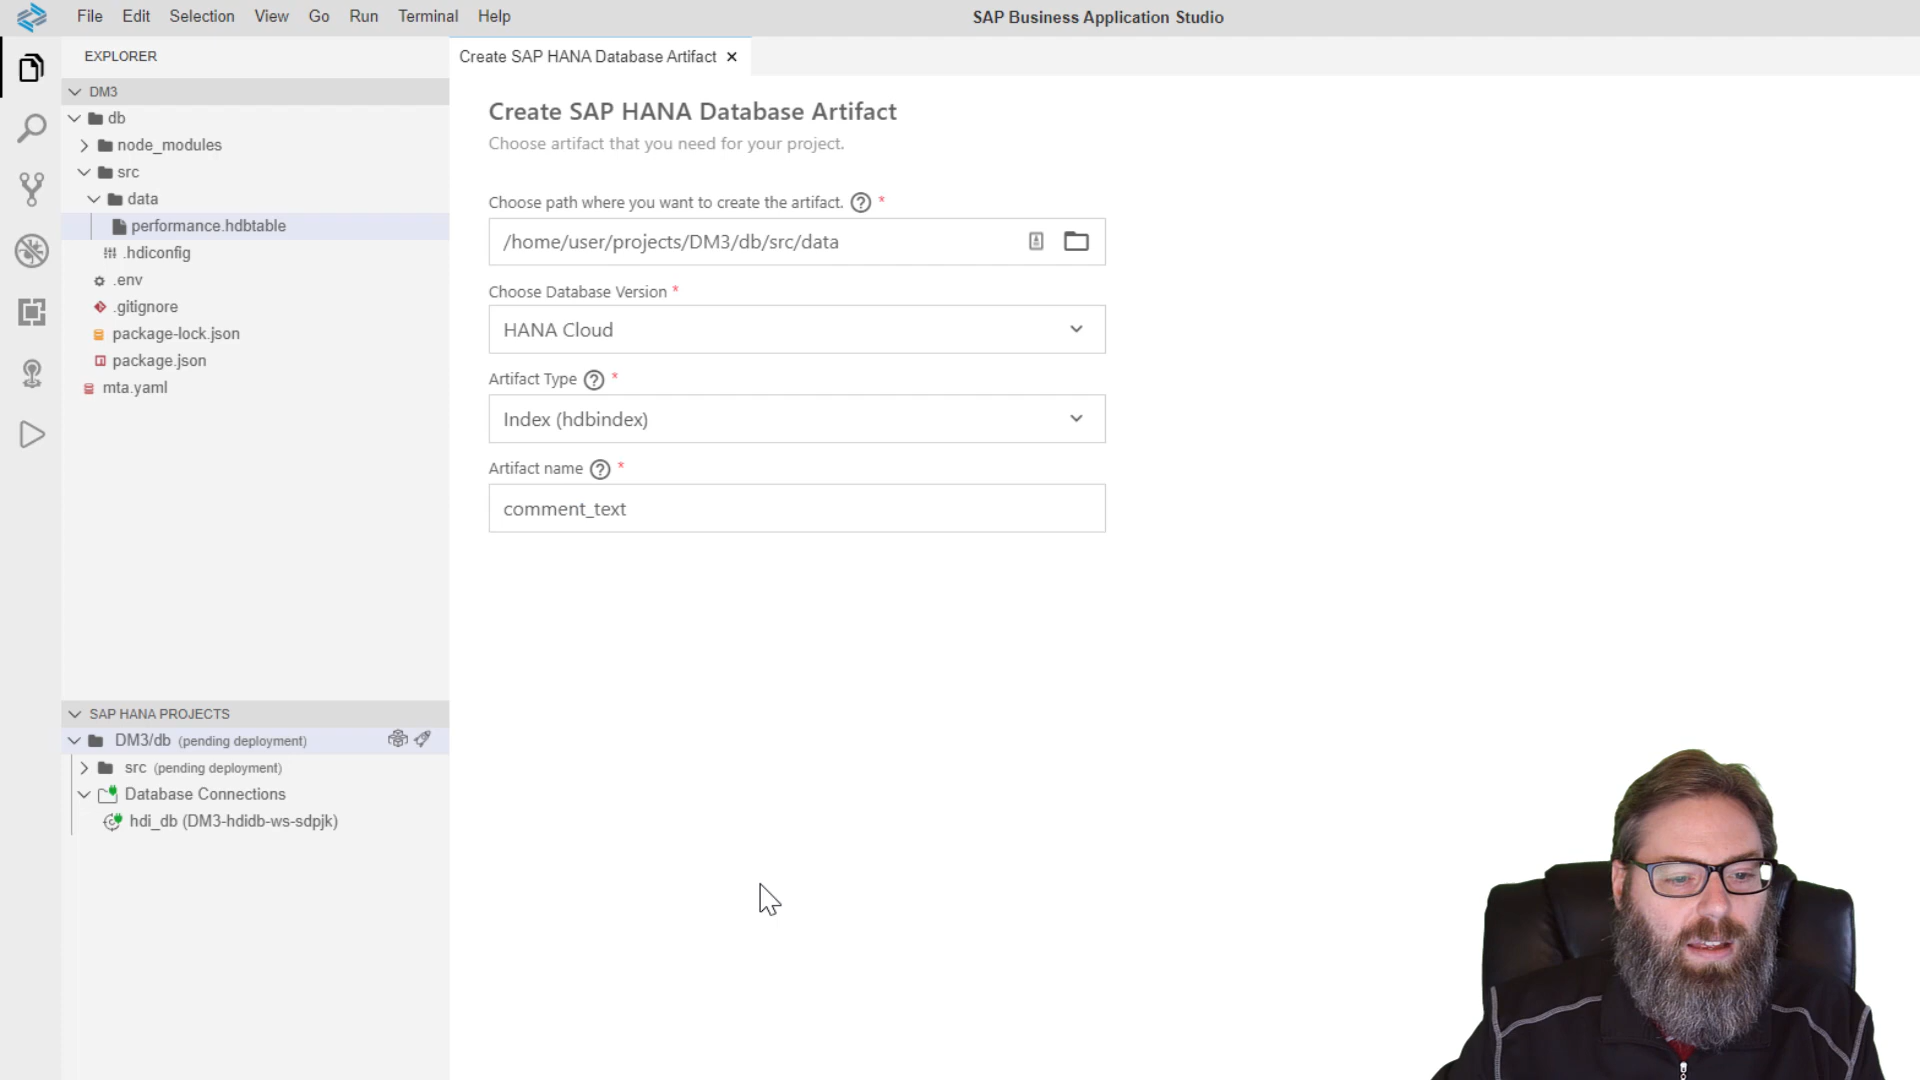 File Edit Selection View Go Run Terminal Help
SAP Business Application Studio
EXPLORER
DM3
db
node_modules
src
data
performance.hdbtable
.hdiconfig
.env
.gitignore
package-lock.json
package.json
mta.yaml
SAP HANA PROJECTS
DM3/db (pending deployment)
src (pending deployment)
Database Connections
hdi_db (DM3-hdidb-ws-sdpjk)
Create SAP HANA Database Artifact
Create SAP HANA Database Artifact
Choose artifact that you need for your project.
Choose path where you want to create the artifact. *
/home/user/projects/DM3/db/src/data
Choose Database Version *
HANA Cloud
Artifact Type *
Index (hdbindex)
Artifact name *
comment_text